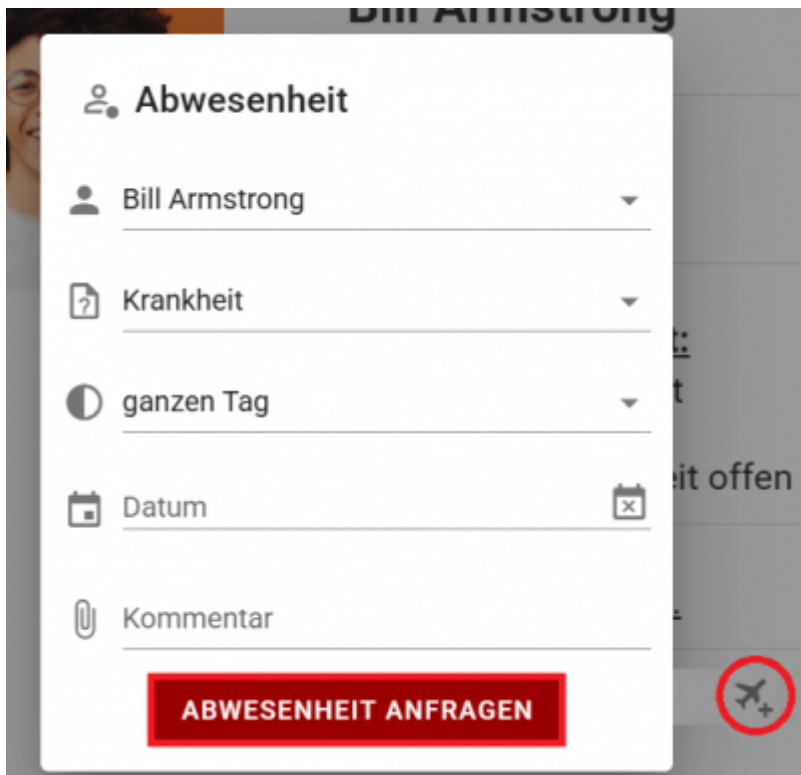 Bill Armstrong
Abwesenheit
Bill Armstrong
Krankheit
t:
ganzen Tag
t
eit offen
Datum
Kommentar
ABWESENHEIT ANFRAGEN